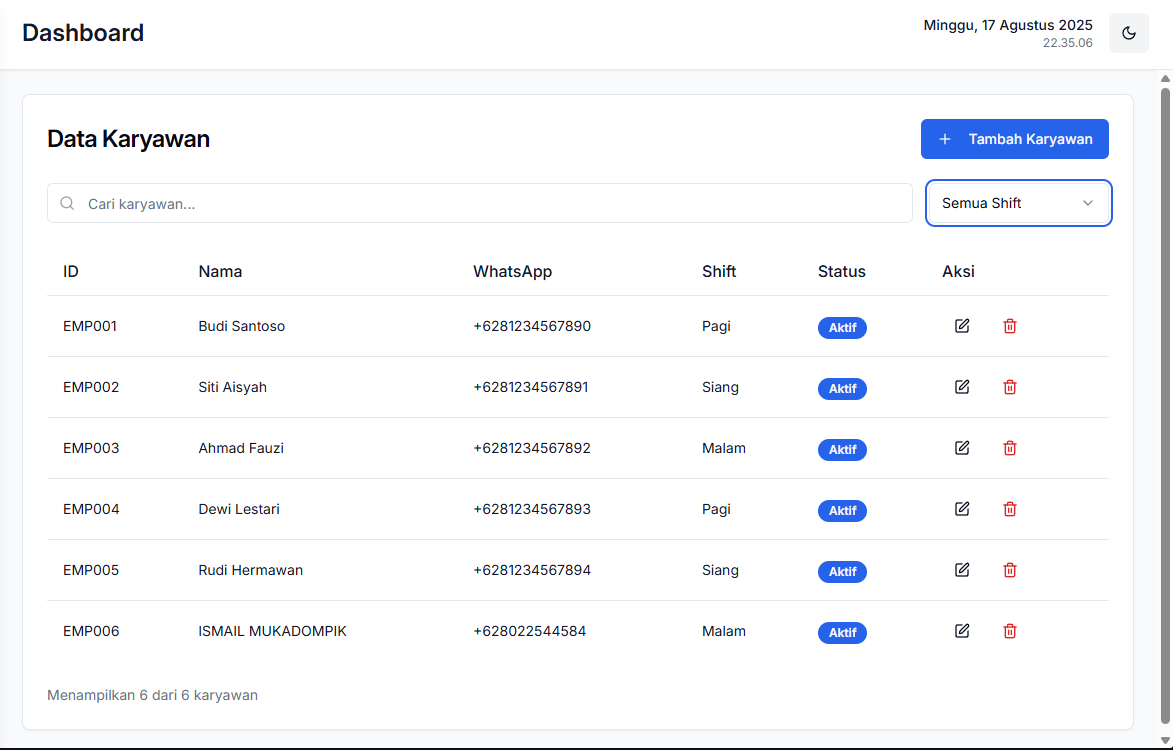 Dashboard
Minggu, 17 Agustus 2025
22.35.06
Data Karyawan
+ Tambah Karyawan
Cari karyawan...
Semua Shift
ID Nama WhatsApp Shift Status Aksi
EMP001 Budi Santoso +6281234567890 Pagi Aktif
EMP002 Siti Aisyah +6281234567891 Siang Aktif
EMP003 Ahmad Fauzi +6281234567892 Malam Aktif
EMP004 Dewi Lestari +6281234567893 Pagi Aktif
EMP005 Rudi Hermawan +6281234567894 Siang Aktif
EMP006 ISMAIL MUKADOMPIK +628022544584 Malam Aktif
Menampilkan 6 dari 6 karyawan